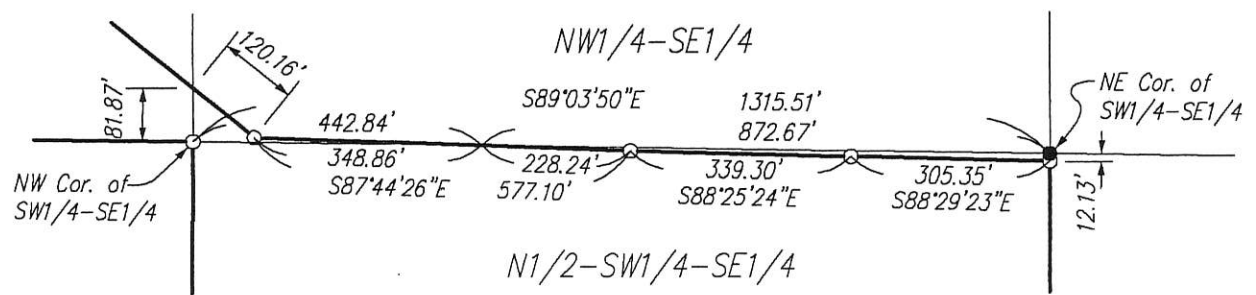 NW1/4-SE1/4
120.16'
81.87'
S89°03'50"E
1315.51'
NE Cor. of
SW1/4-SE1/4
442.84'
872.67'
348.86'
228.24'
339.30'
305.35'
NW Cor. of
SW1/4-SE1/4
S87°44'26"E
577.10'
S88°25'24"E
S88°29'23"E
12.13'
N1/2-SW1/4-SE1/4